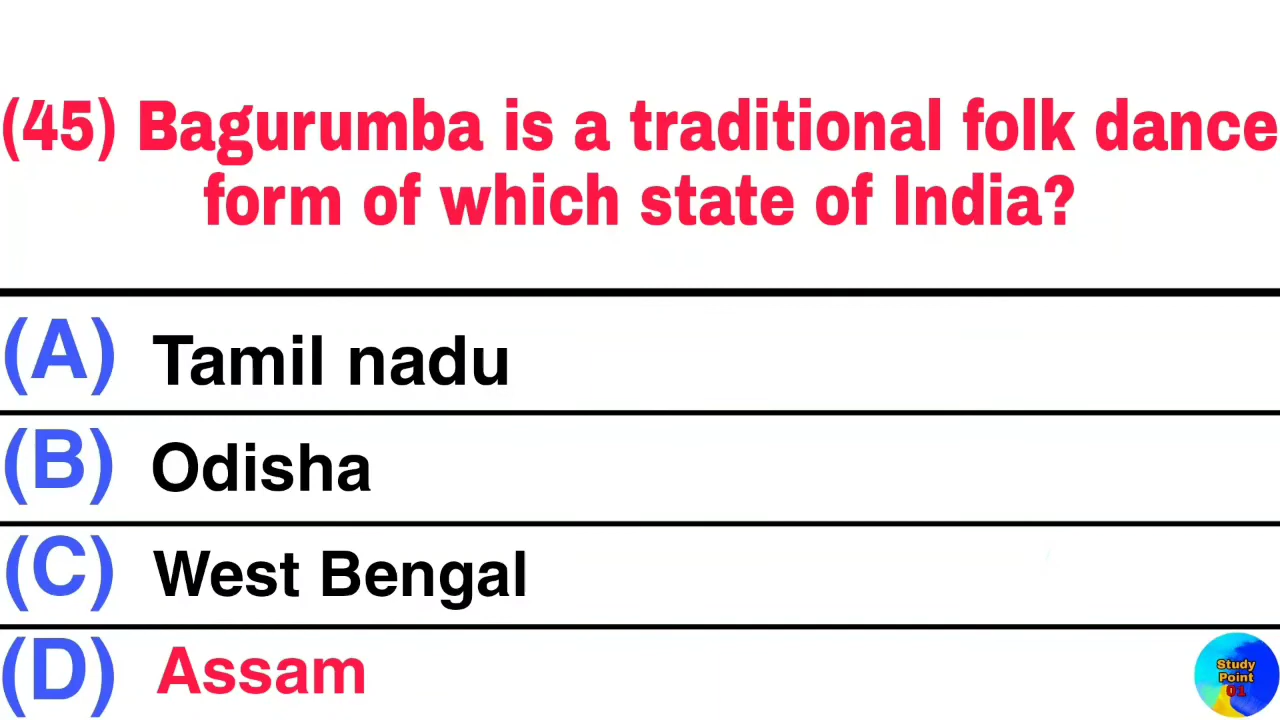 (45) Bagurumba is a traditional folk dance
form of which state of India?
(A) Tamil nadu
(B) Odisha
(C) West Bengal
(D) Assam
Study
Point
01